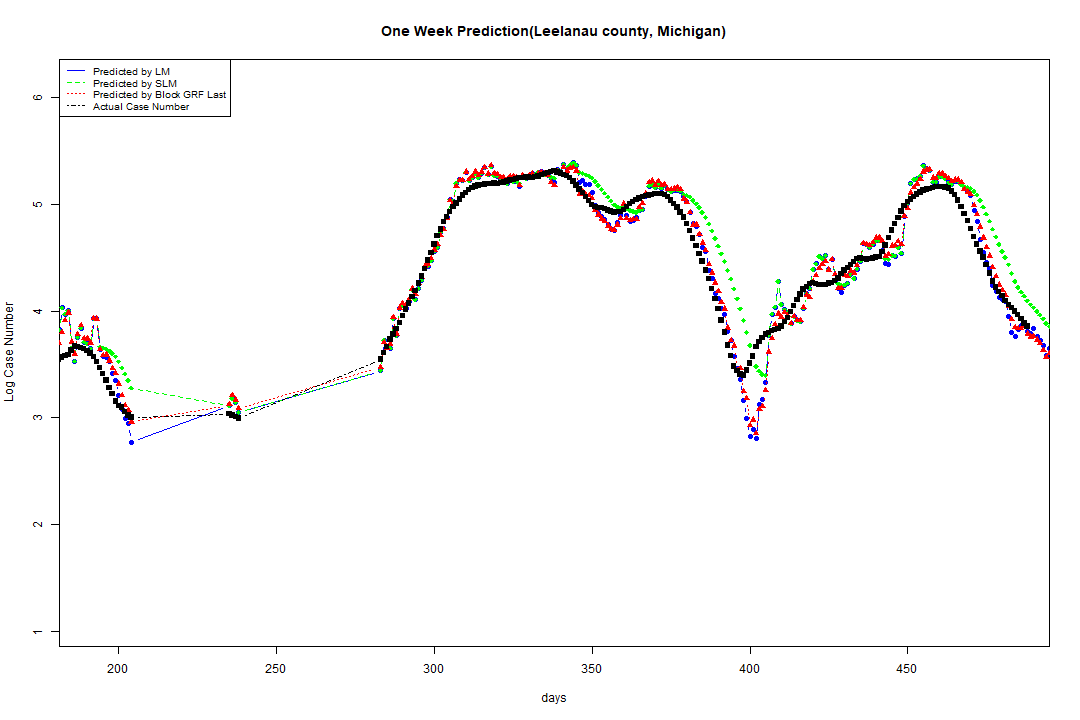 One Week Prediction(Leelanau county, Michigan)
Predicted by LM
Predicted by SLM
Predicted by Block GRF Last
Actual Case Number
6
5
4
3
2
1
Log Case Number
200 250 300 350 400 450
days